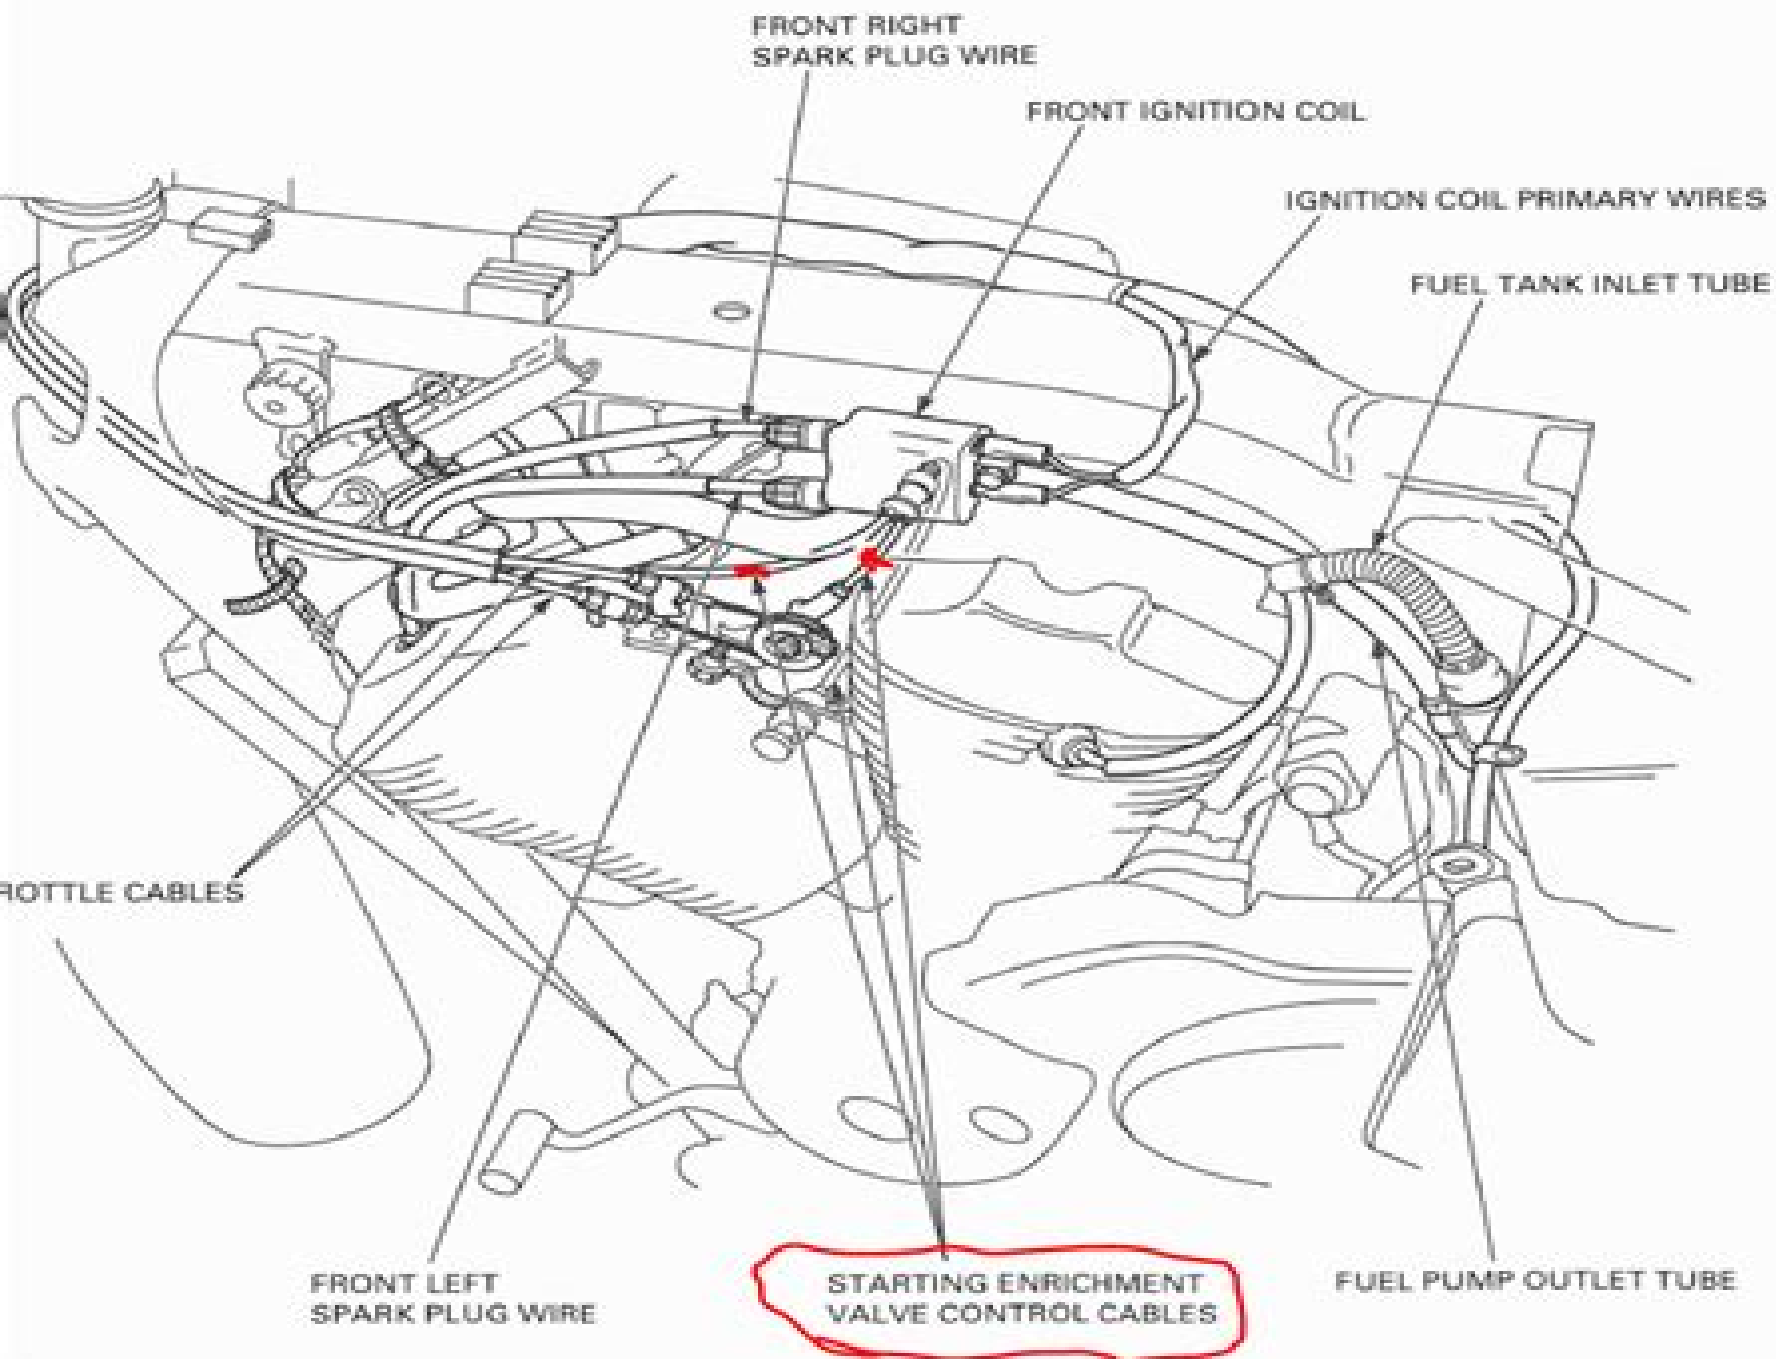 FRONT RIGHT
SPARK PLUG WIRE
FRONT IGNITION COIL
IGNITION COIL PRIMARY WIRES
FUEL TANK INLET TUBE
ROTTLE CABLES
FRONT LEFT
SPARK PLUG WIRE
STARTING ENRICHMENT
VALVE CONTROL CABLES
FUEL PUMP OUTLET TUBE